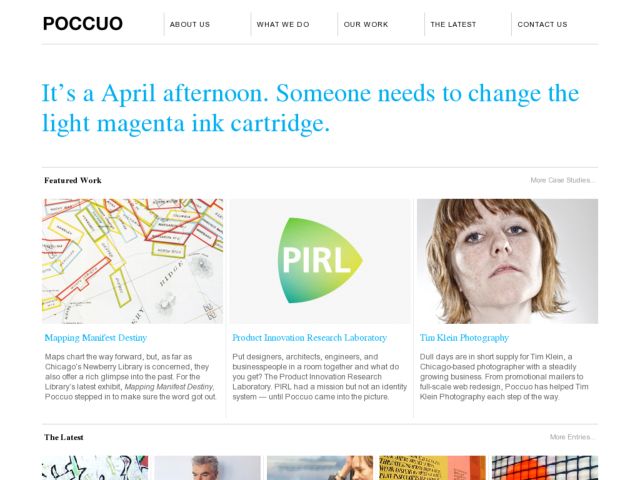 POCCUO
ABOUT US
WHAT WE DO
OUR WORK
THE LATEST
CONTACT US
It's a April afternoon. Someone needs to change the
light magenta ink cartridge.
Featured Work
More Case Studies...
RIDGE
PIRL
Mapping Manifest Destiny
Maps chart the way forward, but, as far as
Chicago's Newberry Library is concerned, they
also offer a rich glimpse into the past. For the
Library's latest exhibit, Mapping Manifest Destiny,
Poccuo stepped in to make sure the word got out.
Product Innovation Research Laboratory
Put designers, architects, engineers, and
businesspeople in a room together and what do
you get? The Product Innovation Research
Laboratory. PIRL had a mission but not an identity
system — until Poccuo came into the picture.
Tim Klein Photography
Dull days are in short supply for Tim Klein, a
Chicago-based photographer with a steadily
growing business. From promotional mailers to
full-scale web redesign, Poccuo has helped Tim
Klein Photography each step of the way.
The Latest
More Entries...